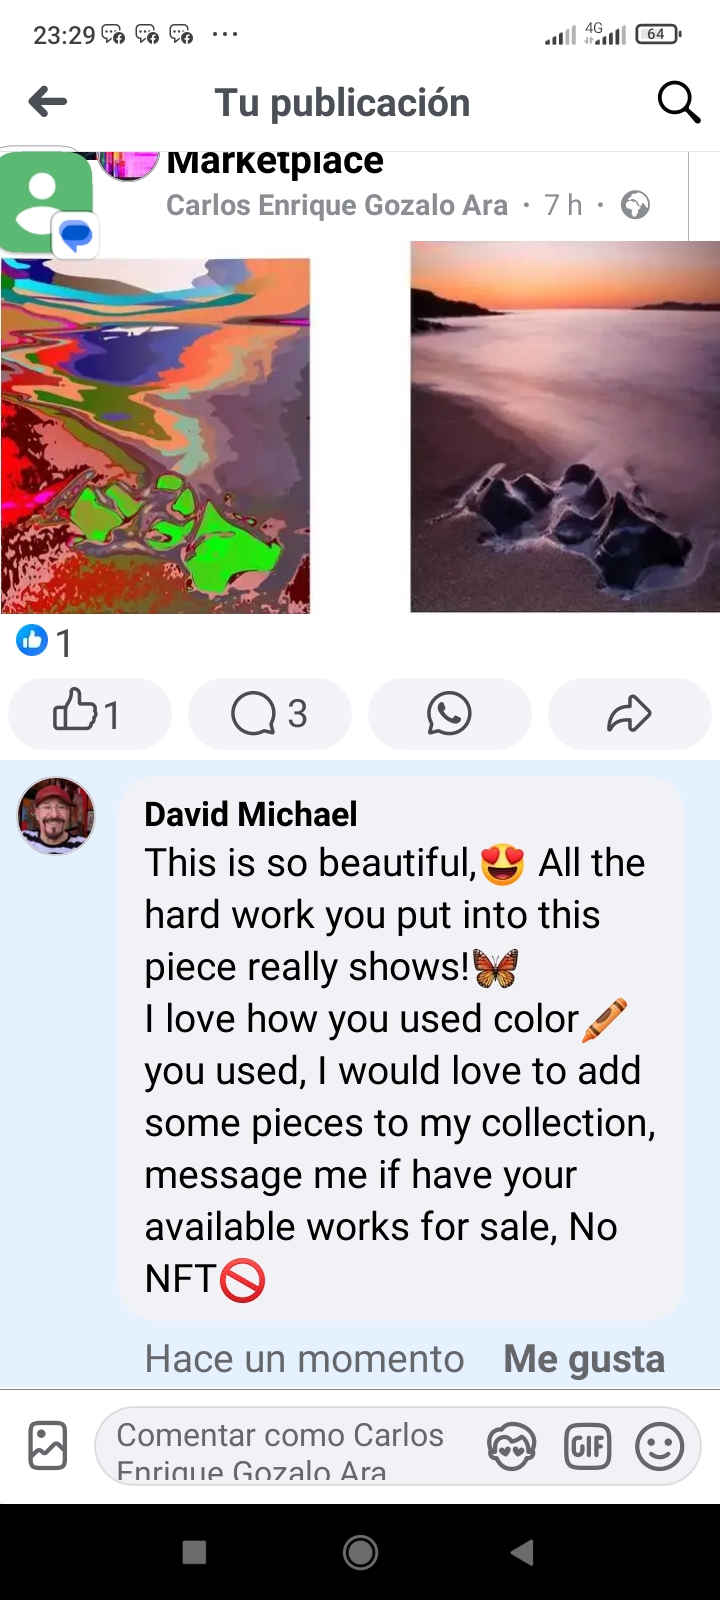 23:29 4G 64
Tu publicación
Marketplace
Carlos Enrique Gozalo Ara · 7 h ·
1
1 3
David Michael
This is so beautiful,😍 All the
hard work you put into this
piece really shows!🦋
I love how you used color🖍️
you used, I would love to add
some pieces to my collection,
message me if have your
available works for sale, No
NFT🚫
Hace un momento Me gusta
Comentar como Carlos
Enrique Gozalo Ara
GIF